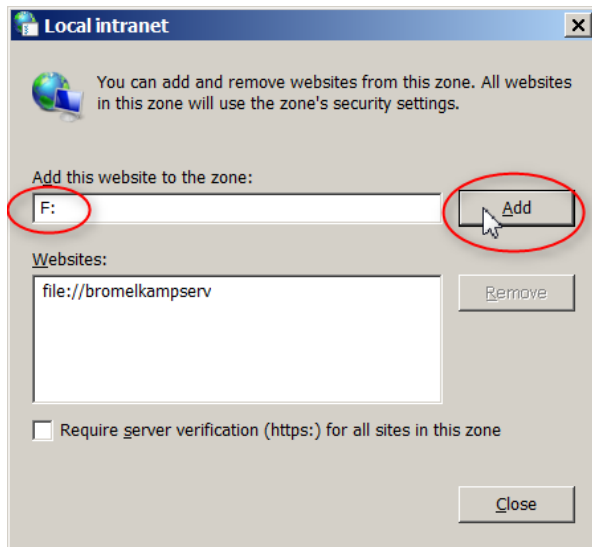 Local intranet
You can add and remove websites from this zone. All websites
in this zone will use the zone's security settings.
Add this website to the zone:
F:
Add
Websites:
file://bromelkampserv
Remove
Require server verification (https:) for all sites in this zone
Close